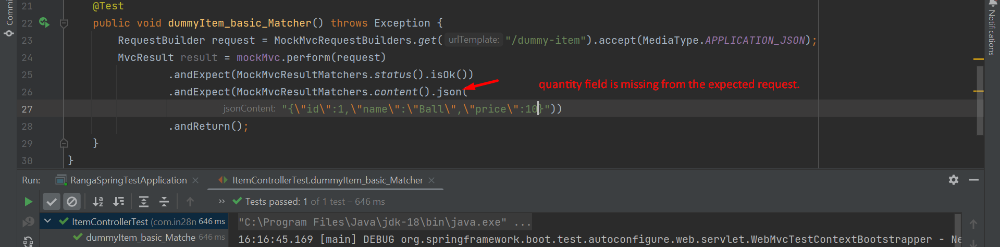 Commi
21 @Test
22 public void dummyItem_basic_Matcher() throws Exception {
23 RequestBuilder request = MockMvcRequestBuilders.get( urlTemplate: "/dummy-item").accept(MediaType.APPLICATION_JSON);
24 MvcResult result = mockMvc.perform(request)
25 .andExpect(MockMvcResultMatchers.status().isOk())
26 .andExpect(MockMvcResultMatchers.content().json( quantity field is missing from the expected request.
27 jsonContent: "{\"id\":1,\"name\":\"Ball\",\"price\":10}"))
28 .andReturn();
29 }
30 }
Notifications
Run: RangaSpringTestApplication ItemControllerTest.dummyItem_basic_Matcher
Tests passed: 1 of 1 test – 646 ms
ItemControllerTest (com.in28n 646 ms
dummyItem_basic_Matche 646 ms
"C:\Program Files\Java\jdk-18\bin\java.exe" ...
16:16:45.169 [main] DEBUG org.springframework.boot.test.autoconfigure.web.servlet.WebMvcTestContextBootstrapper - Ne